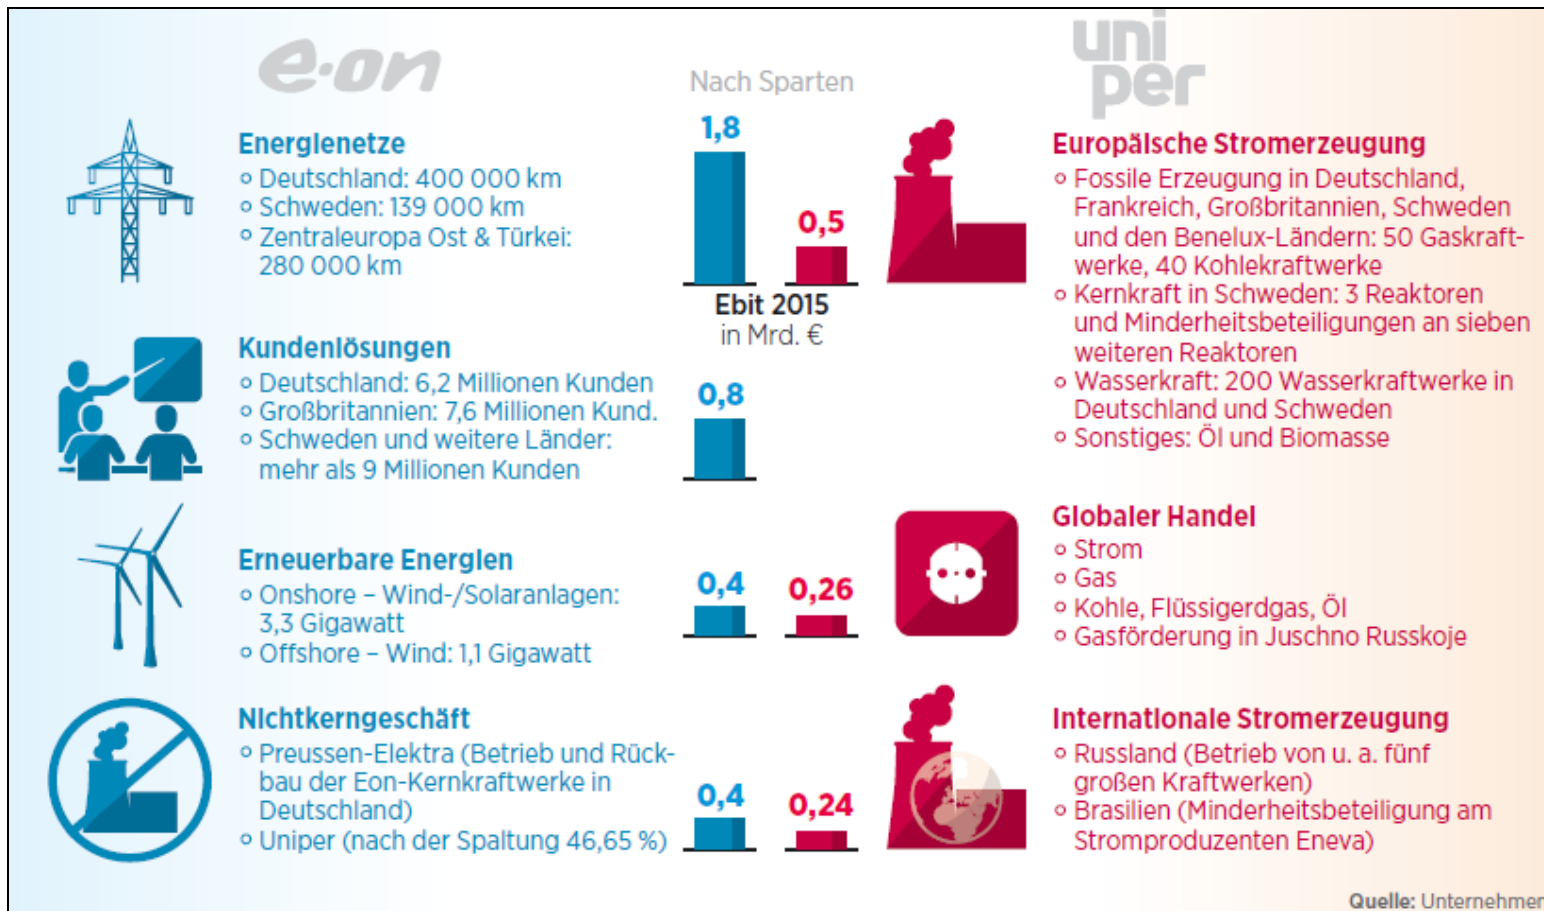 e·on
Energienetze
° Deutschland: 400 000 km
° Schweden: 139 000 km
° Zentraleuropa Ost & Türkei:
280 000 km
Kundenlösungen
° Deutschland: 6,2 Millionen Kunden
° Großbritannien: 7,6 Millionen Kund.
° Schweden und weitere Länder:
mehr als 9 Millionen Kunden
Erneuerbare Energien
° Onshore – Wind-/Solaranlagen:
3,3 Gigawatt
° Offshore – Wind: 1,1 Gigawatt
Nichtkerngeschäft
° Preussen-Elektra (Betrieb und Rück-
bau der Eon-Kernkraftwerke in
Deutschland)
° Uniper (nach der Spaltung 46,65 %)
Nach Sparten
1,8
0,5
Ebit 2015
in Mrd. €
0,8
0,4
0,26
0,4
0,24
uni
per
Europäische Stromerzeugung
° Fossile Erzeugung in Deutschland,
Frankreich, Großbritannien, Schweden
und den Benelux-Ländern: 50 Gaskraft-
werke, 40 Kohlekraftwerke
° Kernkraft in Schweden: 3 Reaktoren
und Minderheitsbeteiligungen an sieben
weiteren Reaktoren
° Wasserkraft: 200 Wasserkraftwerke in
Deutschland und Schweden
° Sonstiges: Öl und Biomasse
Globaler Handel
° Strom
° Gas
° Kohle, Flüssigerdgas, Öl
° Gasförderung in Juschno Russkoje
Internationale Stromerzeugung
° Russland (Betrieb von u. a. fünf
großen Kraftwerken)
° Brasilien (Minderheitsbeteiligung am
Stromproduzenten Eneva)
Quelle: Unternehmen